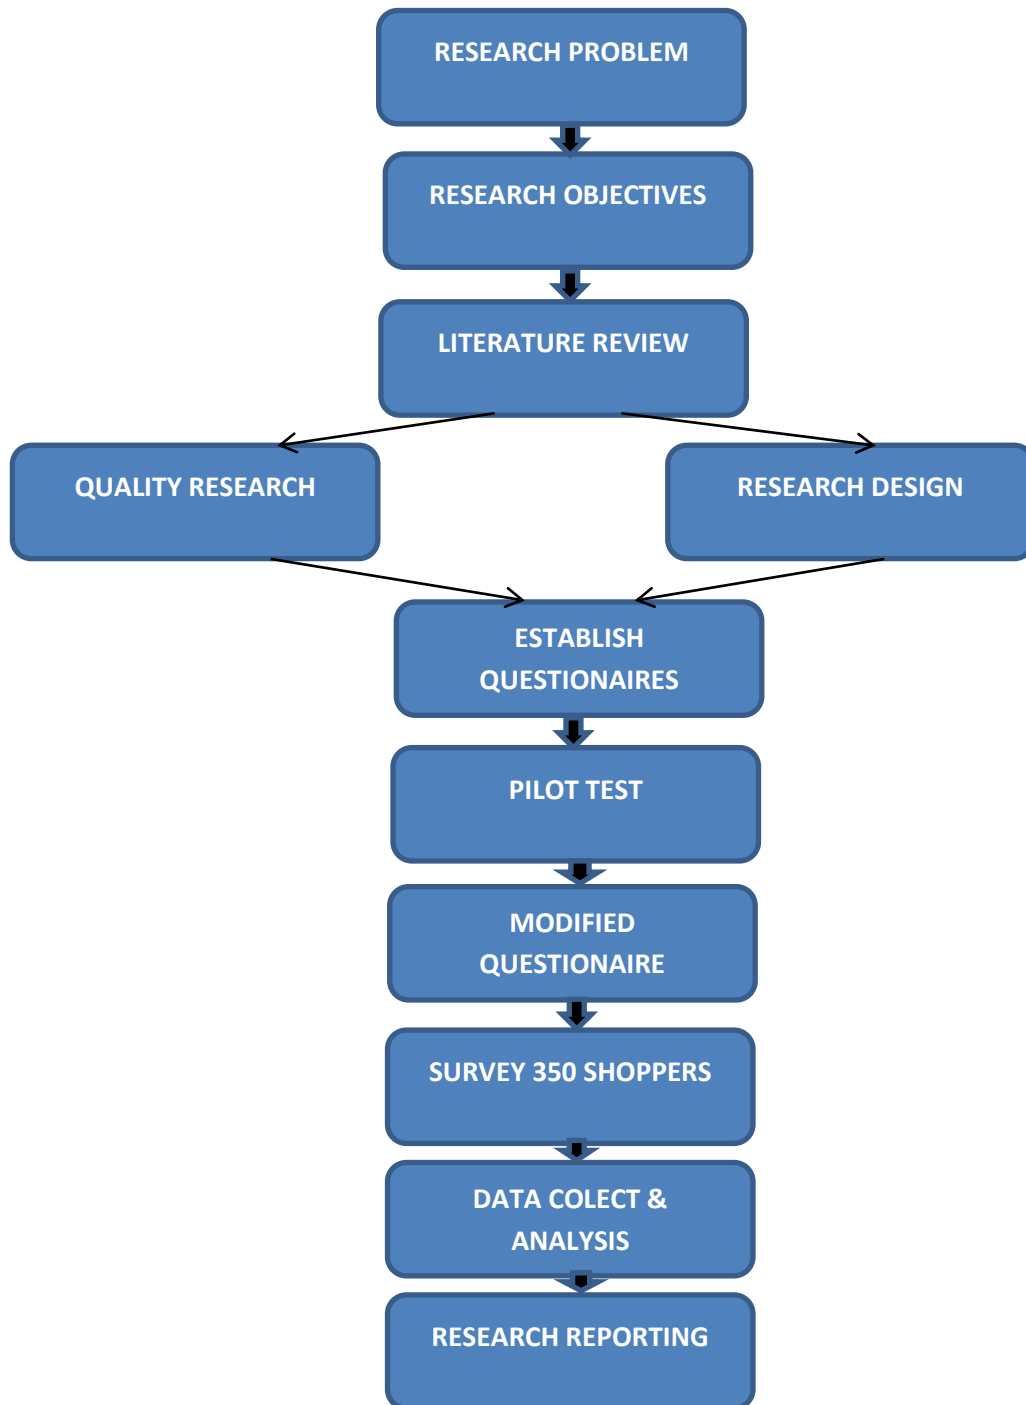 RESEARCH PROBLEM
RESEARCH OBJECTIVES
LITERATURE REVIEW
QUALITY RESEARCH
RESEARCH DESIGN
ESTABLISH
QUESTIONAIRES
PILOT TEST
MODIFIED
QUESTIONAIRE
SURVEY 350 SHOPPERS
DATA COLECT &
ANALYSIS
RESEARCH REPORTING